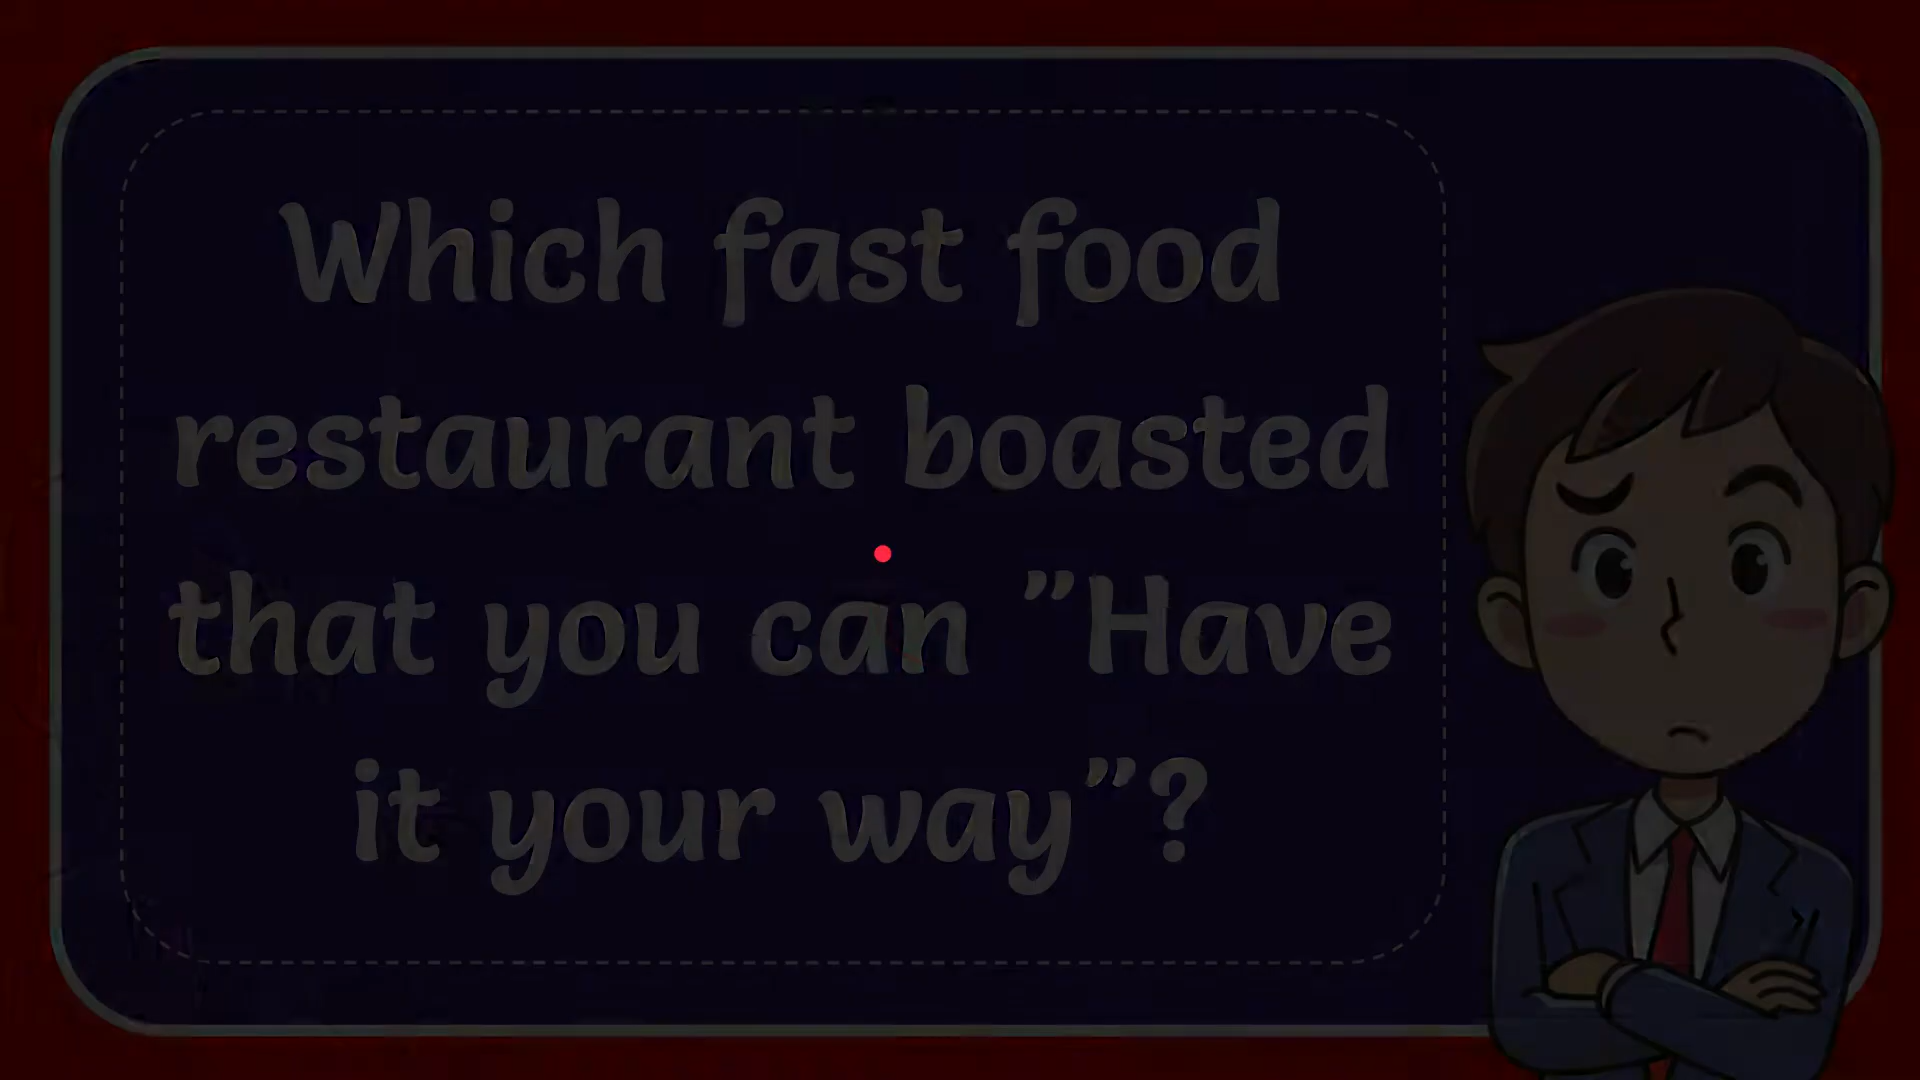 Which fast food
restaurant boasted
that you can "Have
it your way"?